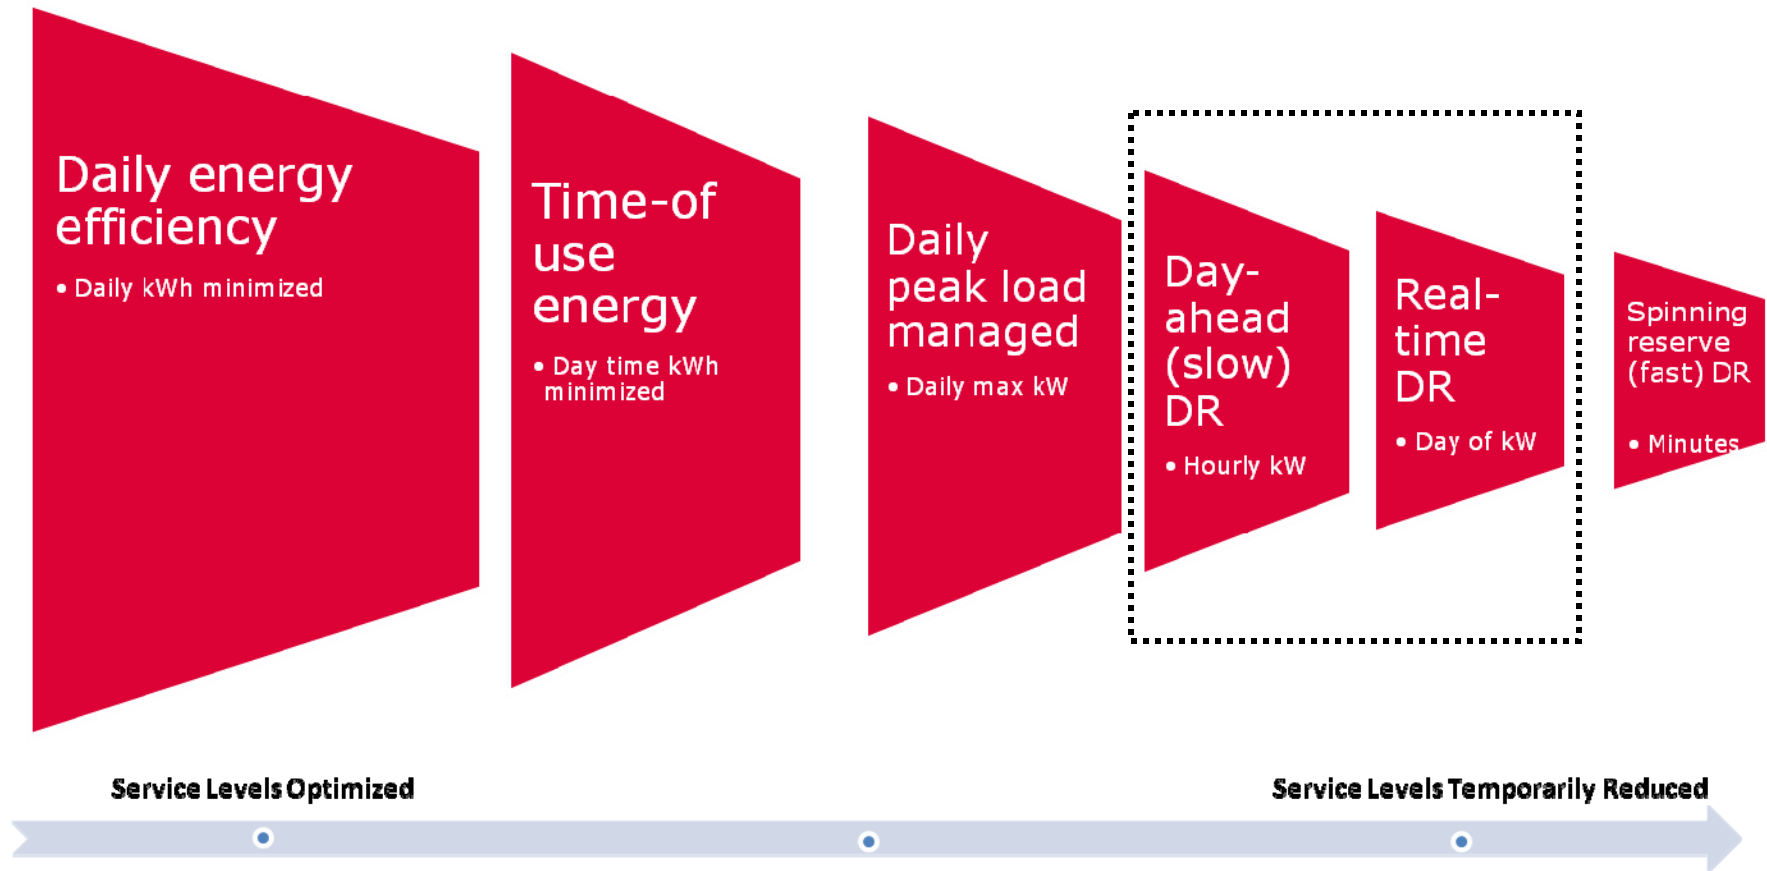 Daily energy
efficiency
• Daily kWh minimized
Time-of
use
energy
• Day time kWh
minimized
Daily
peak load
managed
• Daily max kW
Day-
ahead
(slow)
DR
• Hourly kW
Real-
time
DR
• Day of kW
Spinning
reserve
(fast) DR
• Minutes
Service Levels Optimized
Service Levels Temporarily Reduced